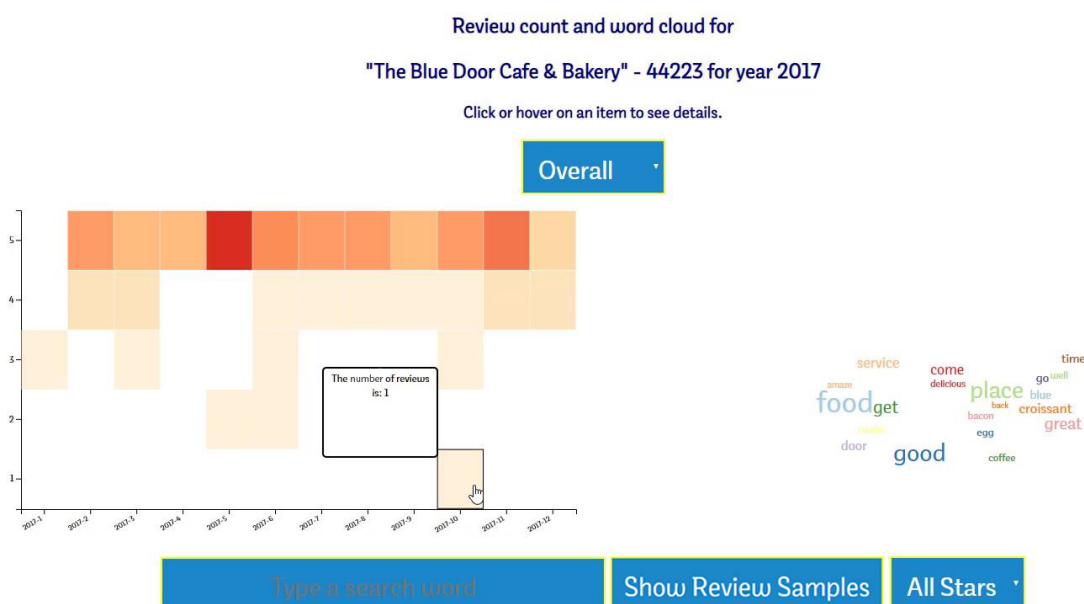 Review count and word cloud for
"The Blue Door Cafe & Bakery" - 44223 for year 2017
Click or hover on an item to see details.
Overall
5
4
3
2
1
The number of reviews
is: 1
2017-1 2017-2 2017-3 2017-4 2017-5 2017-6 2017-7 2017-8 2017-9 2017-10 2017-11 2017-12
time
service
come
go well
amaze
delicious
place
blue
food
get
back
croissant
bacon
great
egg
door
good
coffee
Type a search word
Show Review Samples
All Stars